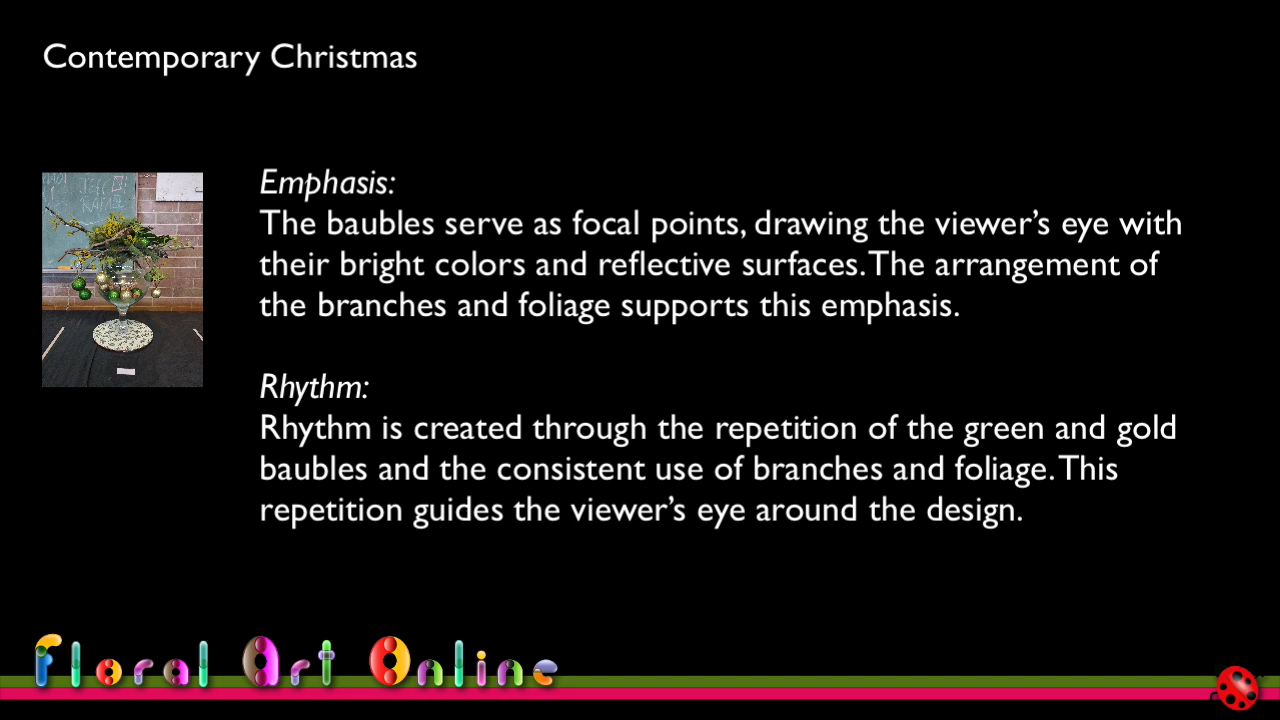 Contemporary Christmas
Emphasis:
The baubles serve as focal points, drawing the viewer’s eye with
their bright colors and reflective surfaces. The arrangement of
the branches and foliage supports this emphasis.
Rhythm:
Rhythm is created through the repetition of the green and gold
baubles and the consistent use of branches and foliage. This
repetition guides the viewer’s eye around the design.
Floral Art Online